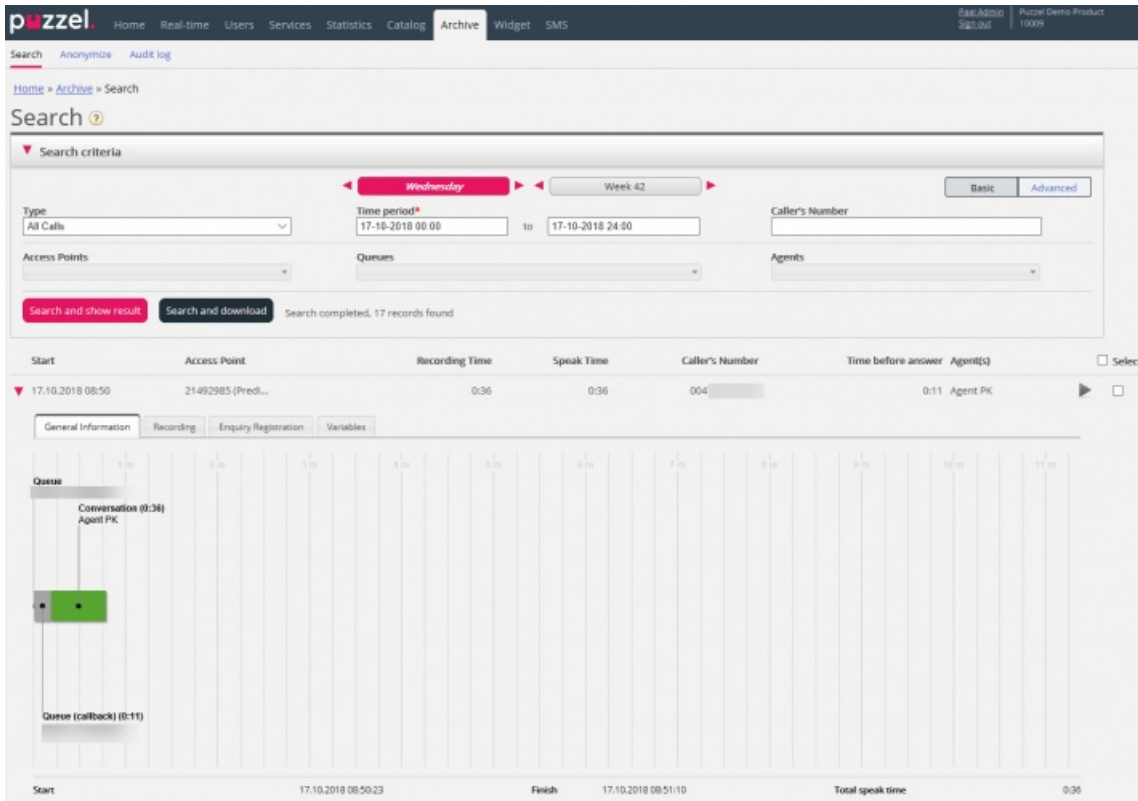 puzzel. Home Real-time Users Services Statistics Catalog Archive Widget SMS Paal Admin Puzzel Demo Product
Sign out 10009
Search Anonymize Audit log
Home » Archive » Search
Search ?
Search criteria
Wednesday Week 42 Basic Advanced
Type Time period* Caller's Number
All Calls 17-10-2018 00:00 to 17-10-2018 24:00
Access Points Queues Agents
Search and show result Search and download Search completed, 17 records found
Start Access Point Recording Time Speak Time Caller's Number Time before answer Agent(s) Selec
17.10.2018 08:50 21492985 (Predi... 0:36 0:36 004 0:11 Agent PK
General Information Recording Enquiry Registration Variables
1 m 2 m 3 m 4 m 5 m 6 m 7 m 8 m 9 m 10 m 11 m
Queue
Conversation (0:36)
Agent PK
Queue (callback) (0:11)
Start 17.10.2018 08:50:23 Finish 17.10.2018 08:51:10 Total speak time 0:36